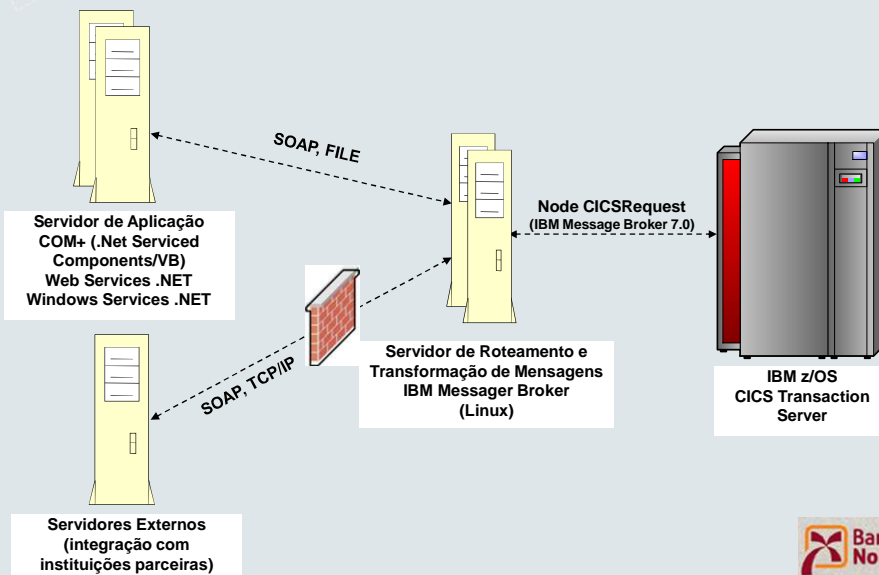 SOAP, FILE
Servidor de Aplicação
COM+ (.Net Serviced
Components/VB)
Web Services .NET
Windows Services .NET
Node CICSRequest
(IBM Message Broker 7.0)
Servidor de Roteamento e
Transformação de Mensagens
IBM Messager Broker
(Linux)
IBM z/OS
CICS Transaction
Server
SOAP, TCP/IP
Servidores Externos
(integração com
instituições parceiras)